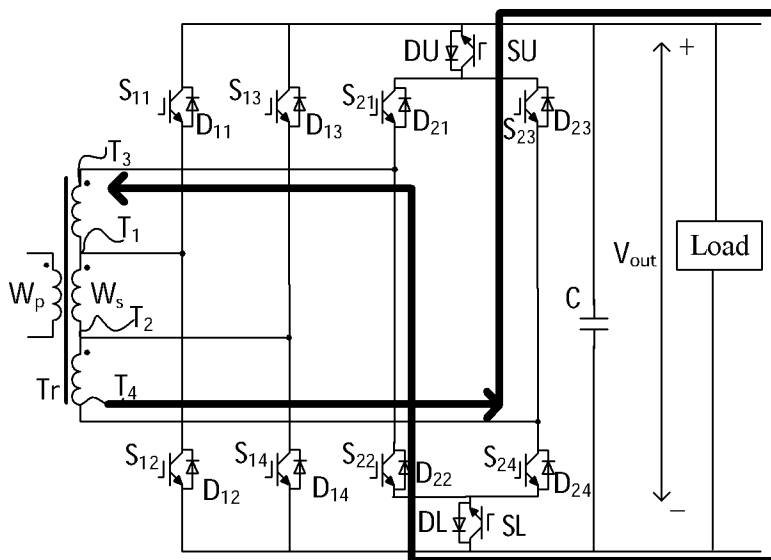 DU SU
S11 S13 S21
D11 D13 D21 S23 D23
T3
T1
Wp Ws
T2
Tr T4
C
Vout
+
Load
S12 S14 S22 S24
D12 D14 D22 D24
DL SL
−